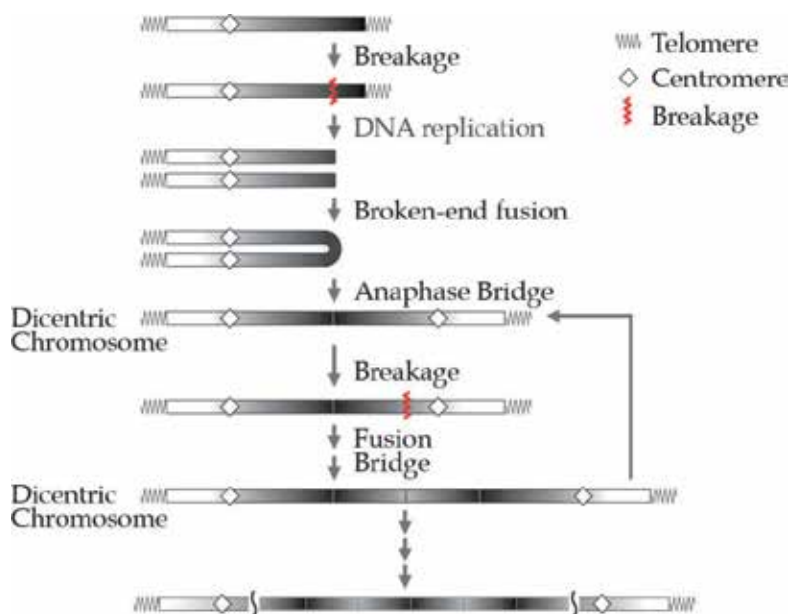 Breakage
DNA replication
Broken-end fusion
Anaphase Bridge
Dicentric
Chromosome
Breakage
Fusion
Bridge
Dicentric
Chromosome
Telomere
Centromere
Breakage